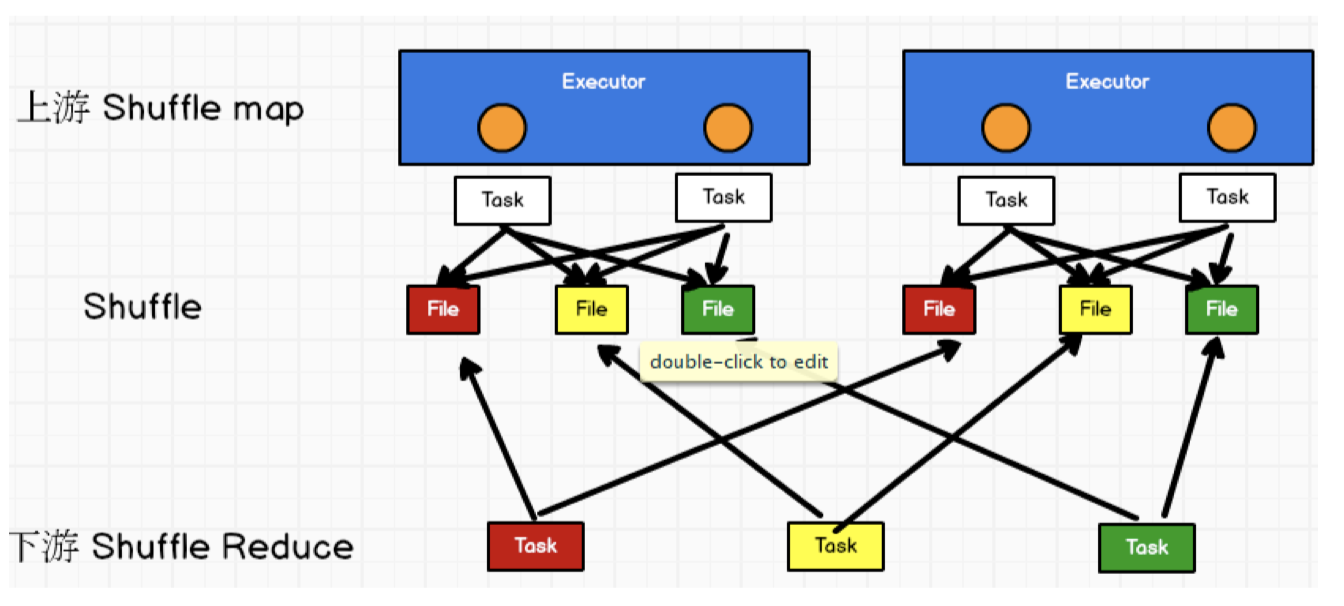 Executor
Executor
上游 Shuffle map
Task
Task
Task
Task
Shuffle
File
File
File
File
File
File
double-click to edit
下游 Shuffle Reduce
Task
Task
Task